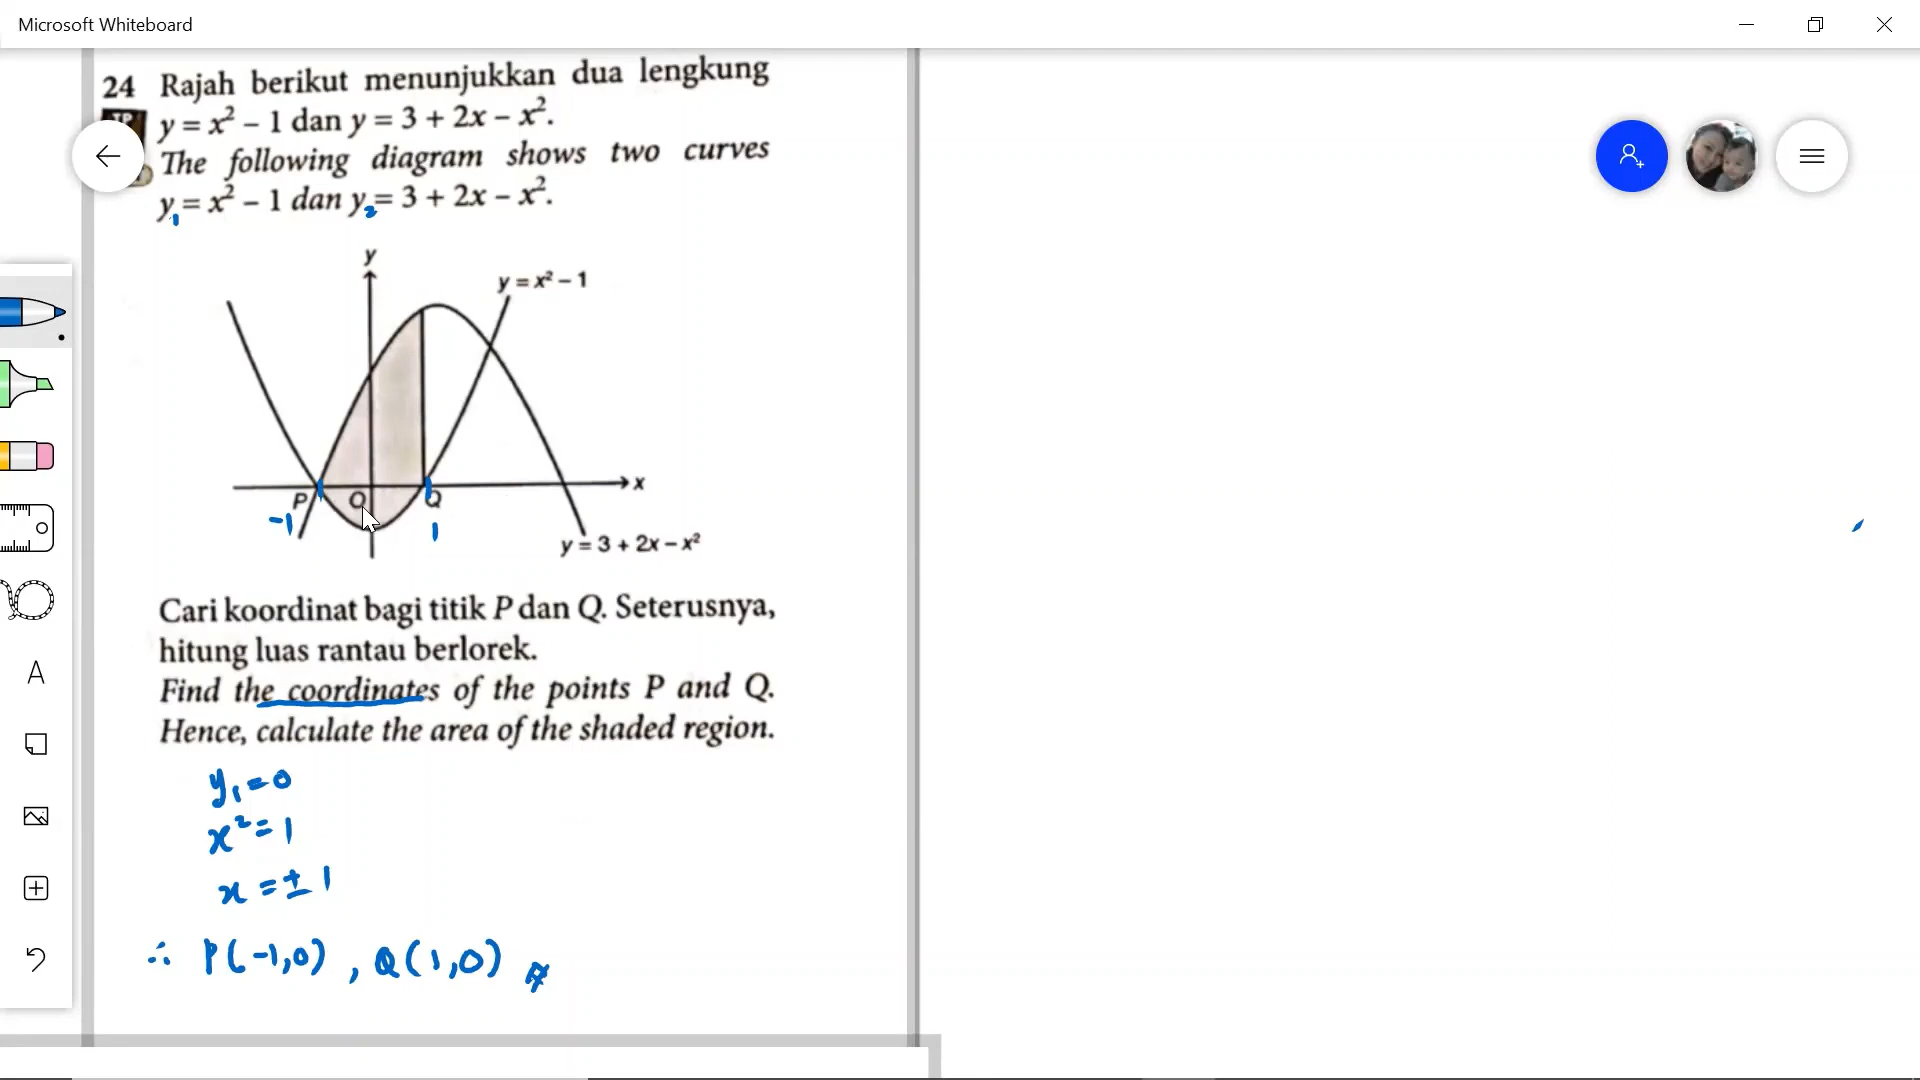 Microsoft Whiteboard
24 Rajah berikut menunjukkan dua lengkung
y = x² – 1 dan y = 3 + 2x – x².
The following diagram shows two curves
y₁ = x² – 1 dan y₂ = 3 + 2x – x².
y
y = x² – 1
x
P O Q
-1 1
y = 3 + 2x – x²
Cari koordinat bagi titik P dan Q. Seterusnya,
hitung luas rantau berlorek.
Find the coordinates of the points P and Q.
Hence, calculate the area of the shaded region.
y₁ = 0
x² = 1
x = ± 1
∴ P(-1,0) , Q(1,0)
A